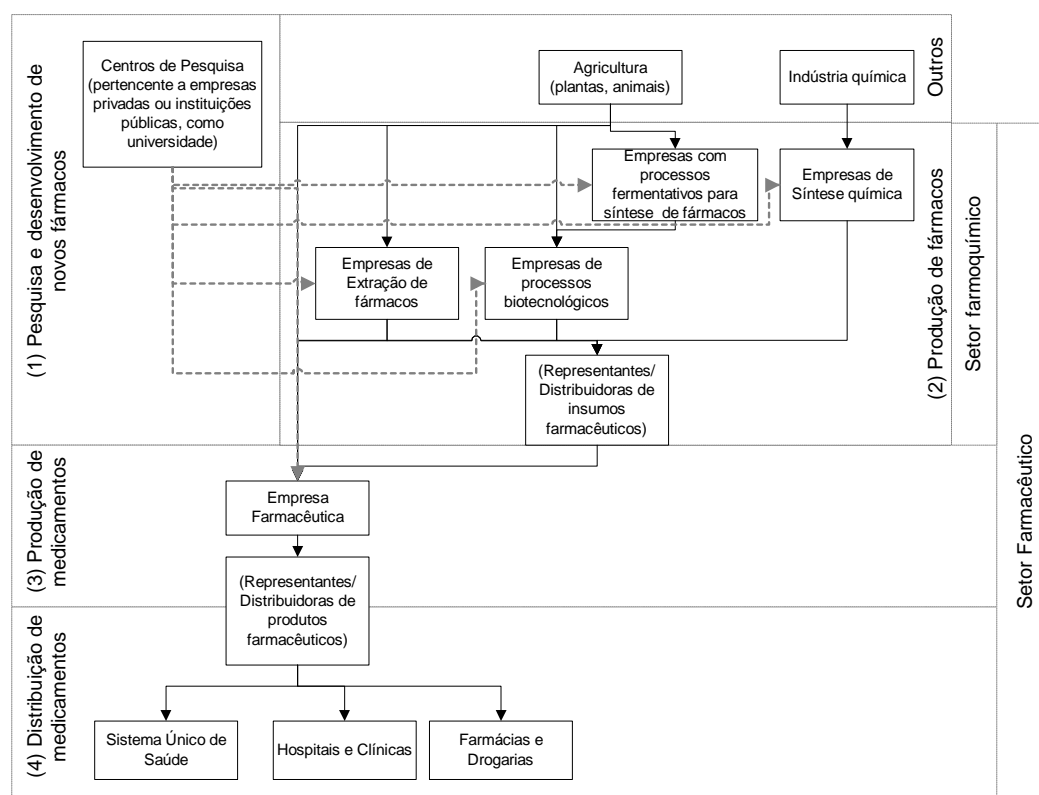 (1) Pesquisa e desenvolvimento de
novos fármacos
Centros de Pesquisa
(pertencente a empresas
privadas ou instituições
públicas, como
universidade)
Agricultura
(plantas, animais)
Indústria química
Outros
Empresas com
processos
fermentativos para
síntese de fármacos
Empresas de
Síntese química
Empresas de
Extração de
fármacos
Empresas de
processos
biotecnológicos
(Representantes/
Distribuidoras de
insumos
farmacêuticos)
(2) Produção de fármacos
Setor farmoquímico
(3) Produção de
medicamentos
Empresa
Farmacêutica
(Representantes/
Distribuidoras de
produtos
farmacêuticos)
Setor Farmacêutico
(4) Distribuição de
medicamentos
Sistema Único de
Saúde
Hospitais e Clínicas
Farmácias e
Drogarias